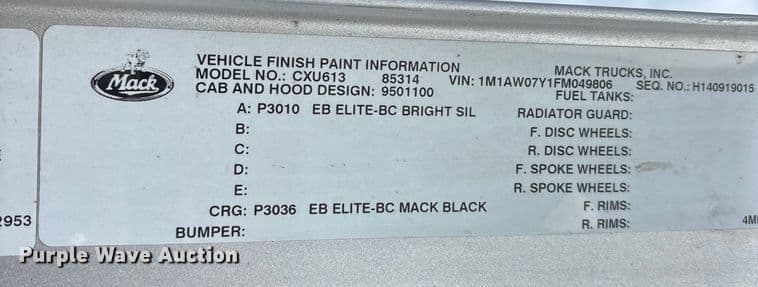 Mack
VEHICLE FINISH PAINT INFORMATION MACK TRUCKS, INC.
MODEL NO.: CXU613 85314 VIN: 1M1AW07Y1FM049806 SEQ. NO.: H140919015
CAB AND HOOD DESIGN: 9501100 FUEL TANKS:
A: P3010 EB ELITE-BC BRIGHT SIL RADIATOR GUARD:
B: F. DISC WHEELS:
C: R. DISC WHEELS:
D: F. SPOKE WHEELS:
E: R. SPOKE WHEELS:
CRG: P3036 EB ELITE-BC MACK BLACK F. RIMS:
2953
BUMPER: R. RIMS: 4M
Purple Wave Auction